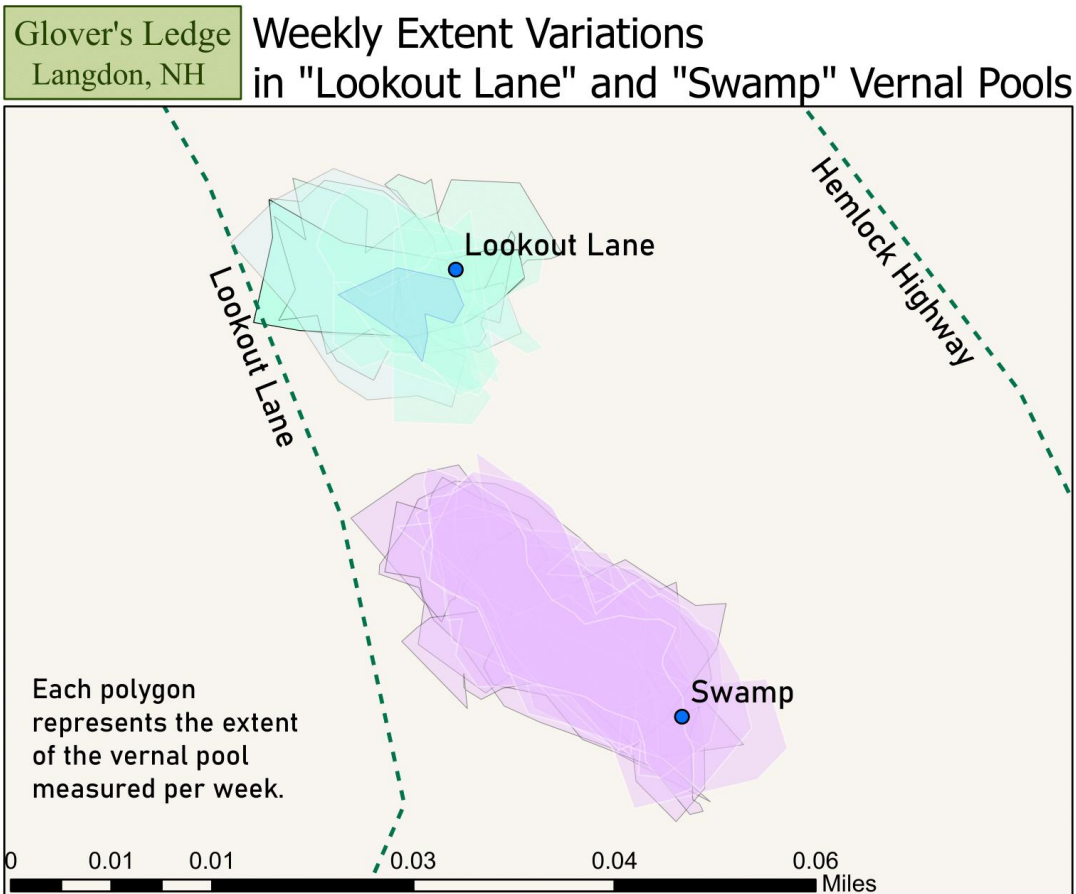 Glover's Ledge
Langdon, NH
Weekly Extent Variations
in "Lookout Lane" and "Swamp" Vernal Pools
Hemlock Highway
Lookout Lane
Lookout Lane
Swamp
Each polygon
represents the extent
of the vernal pool
measured per week.
0 0.01 0.01 0.03 0.04 0.06
Miles